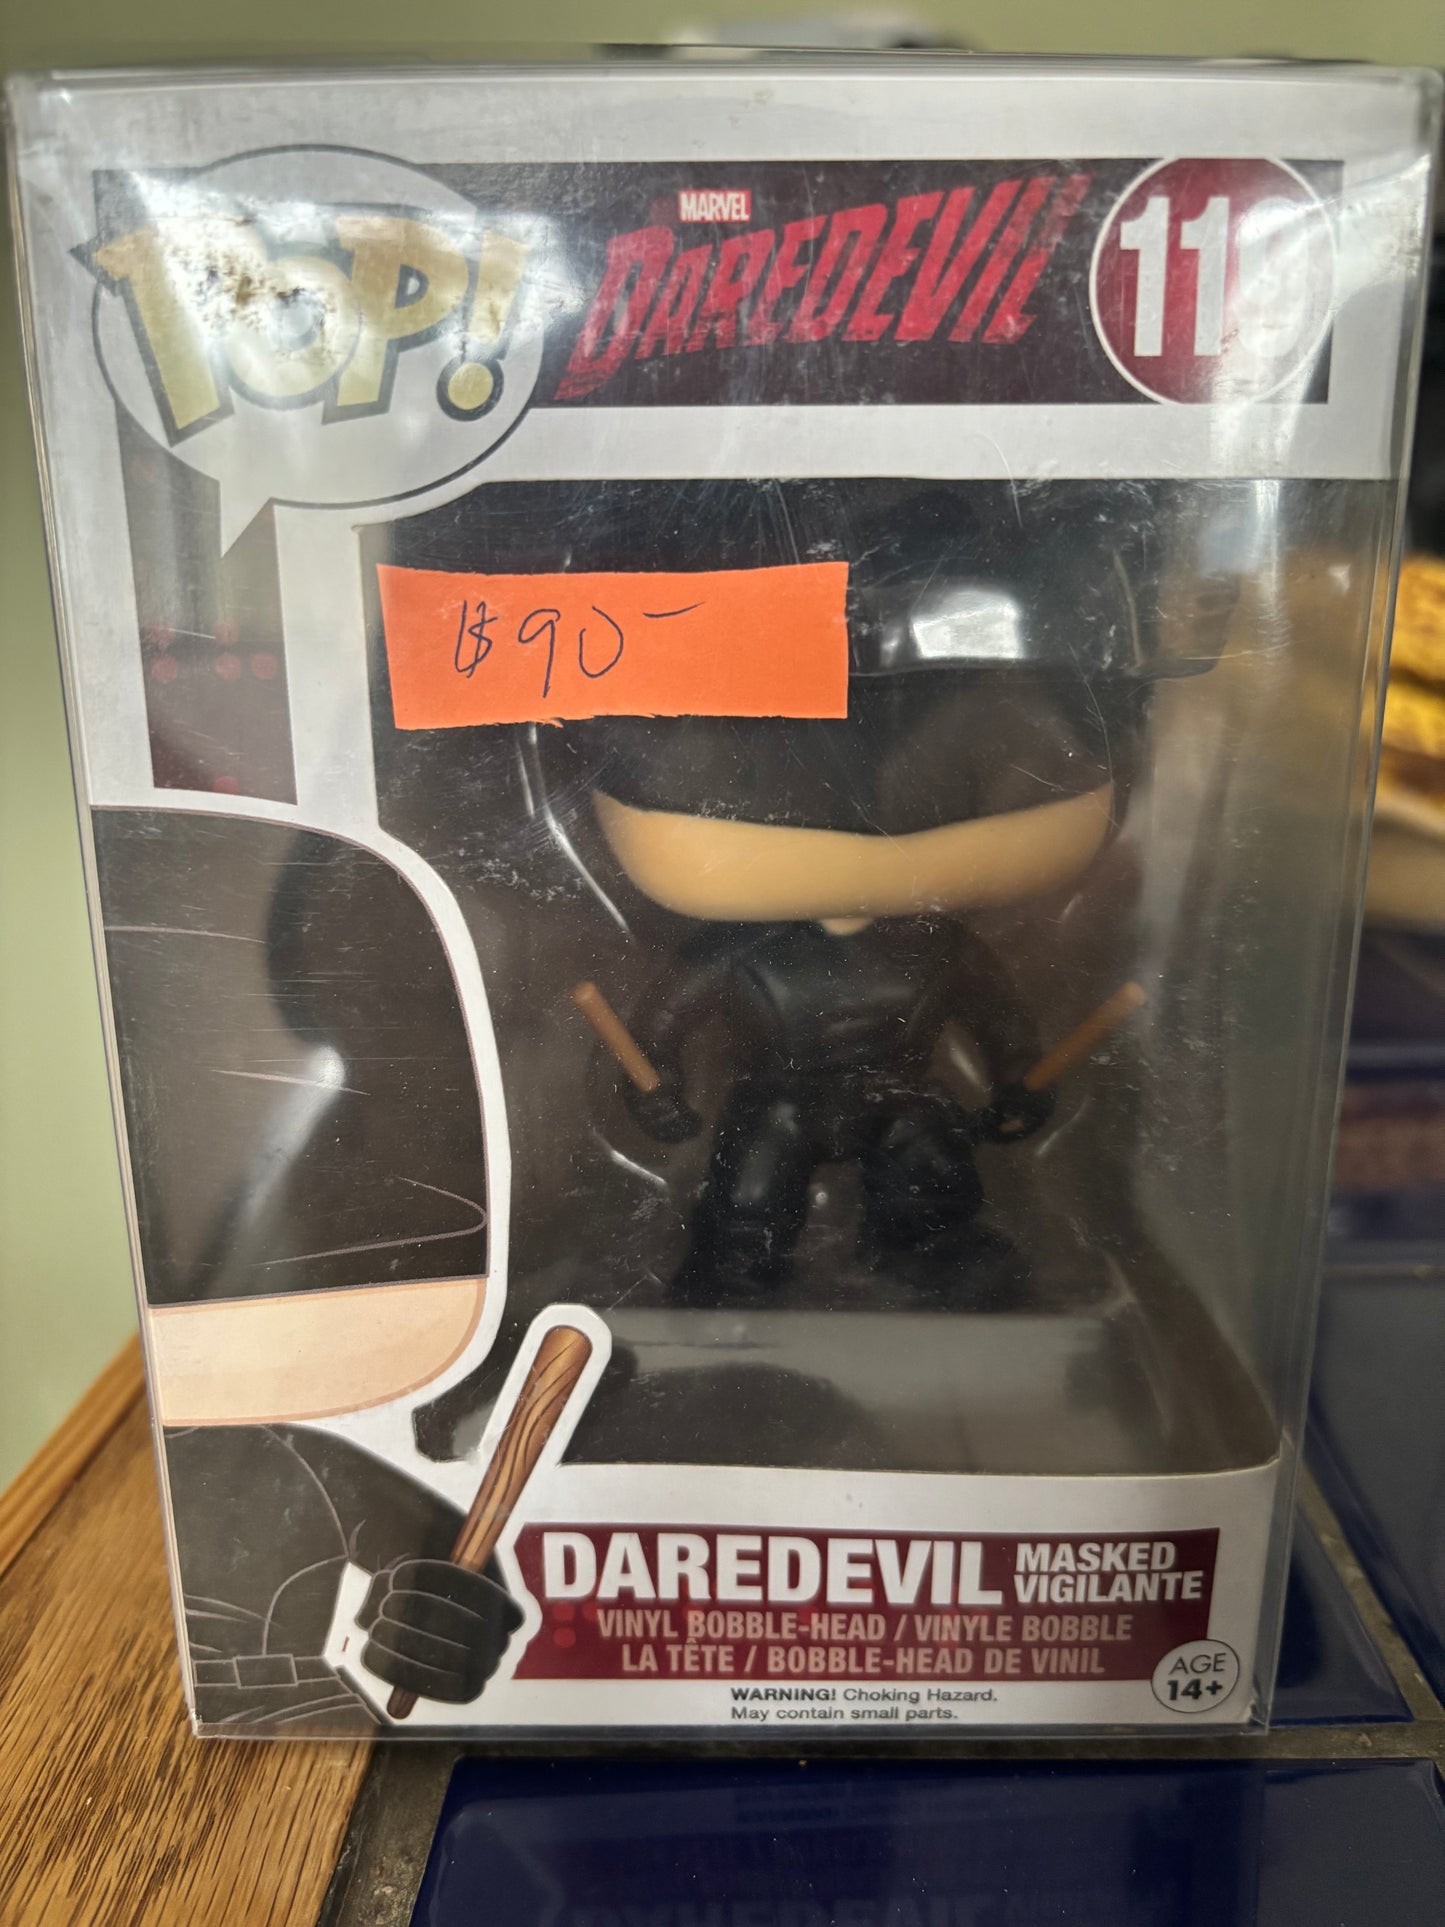 POP!
MARVEL
DAREDEVIL
$90-
DAREDEVIL MASKED VIGILANTE
VINYL BOBBLE-HEAD / VINYLE BOBBLE
LA TÊTE / BOBBLE-HEAD DE VINIL
AGE
14+
WARNING! Choking Hazard.
May contain small parts.